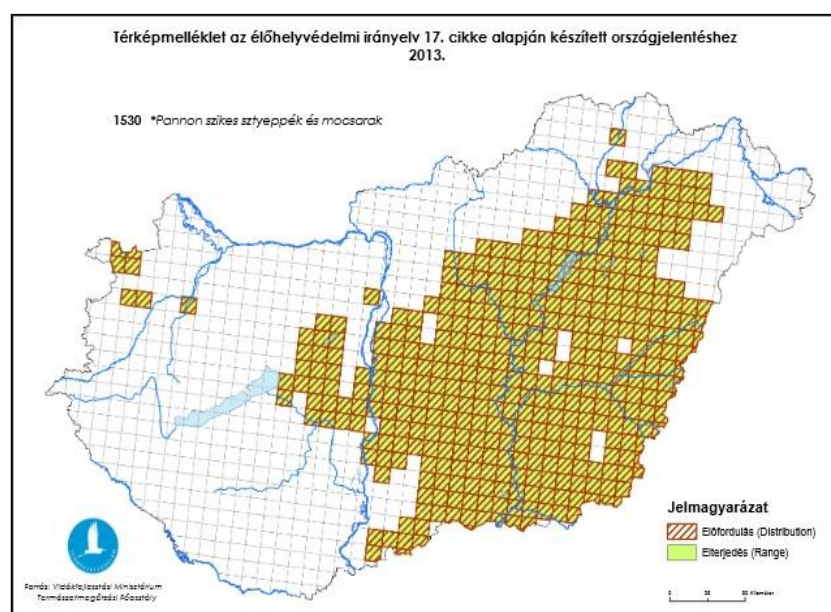 Térképmelléklet az élőhelyvédelmi irányelv 17. cikke alapján készített országjelentéshez
2013.
1530 *Pannon szikes sztyeppék és mocsarak
Jelmagyarázat
Előfordulás (Distribution)
Elterjedés (Range)
Forrás: Vidékfejlesztési Minisztérium
Természetmegőrzési Főosztály
Kilométer